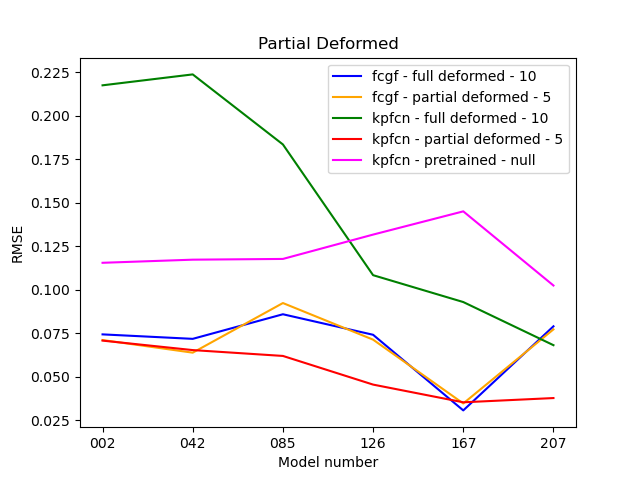 Partial Deformed
fcgf - full deformed - 10
fcgf - partial deformed - 5
kpfcn - full deformed - 10
kpfcn - partial deformed - 5
kpfcn - pretrained - null
0.225
0.200
0.175
0.150
0.125
0.100
0.075
0.050
0.025
RMSE
002 042 085 126 167 207
Model number